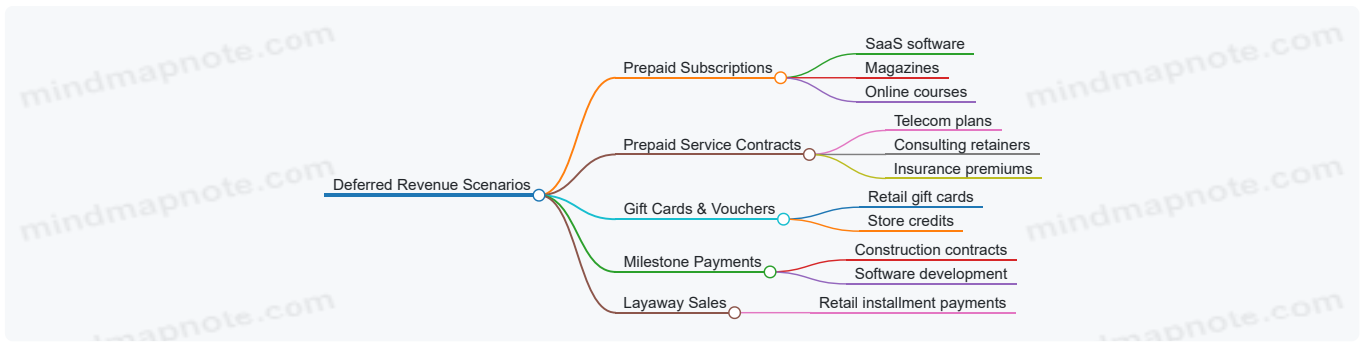 mindmapnote.com
mindmapnote.com
SaaS software
Prepaid Subscriptions
Magazines
Online courses
Telecom plans
Prepaid Service Contracts
Consulting retainers
Insurance premiums
mindmapnote.com
mindmapnote.com
Deferred Revenue Scenarios
Retail gift cards
Gift Cards & Vouchers
Store credits
Construction contracts
Milestone Payments
Software development
Layaway Sales
Retail installment payments
mindmapnote.com
mindmapnote.com